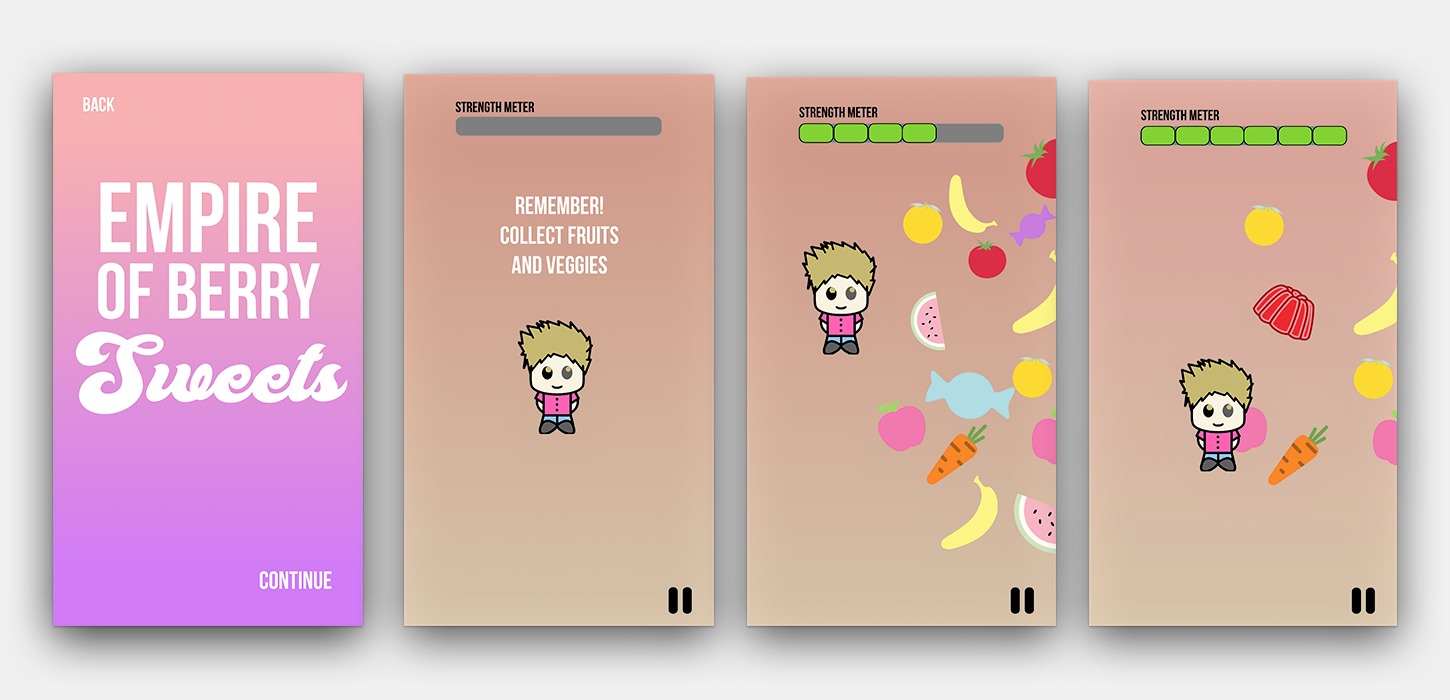 BACK
EMPIRE
OF BERRY
Sweets
CONTINUE
STRENGTH METER
REMEMBER!
COLLECT FRUITS
AND VEGGIES
STRENGTH METER
STRENGTH METER